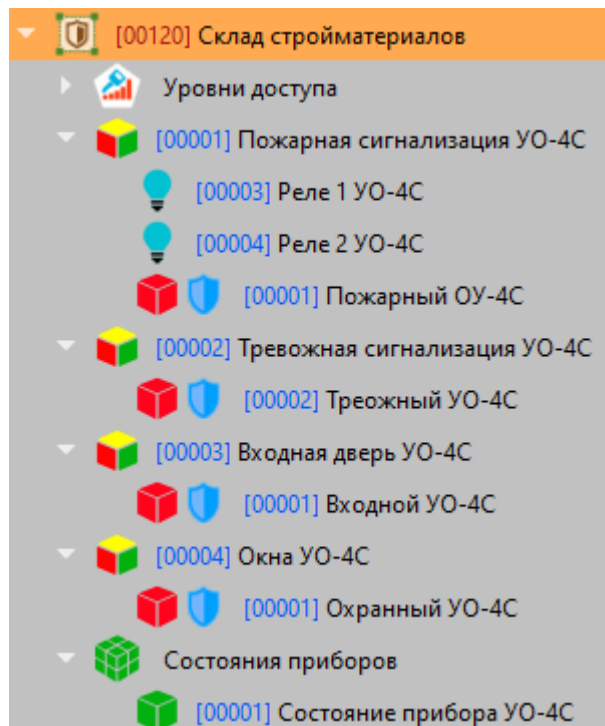 [00120] Склад стройматериалов
Уровни доступа
[00001] Пожарная сигнализация УО-4С
[00003] Реле 1 УО-4С
[00004] Реле 2 УО-4С
[00001] Пожарный ОУ-4С
[00002] Тревожная сигнализация УО-4С
[00002] Треожный УО-4С
[00003] Входная дверь УО-4С
[00001] Входной УО-4С
[00004] Окна УО-4С
[00001] Охранный УО-4С
Состояния приборов
[00001] Состояние прибора УО-4С